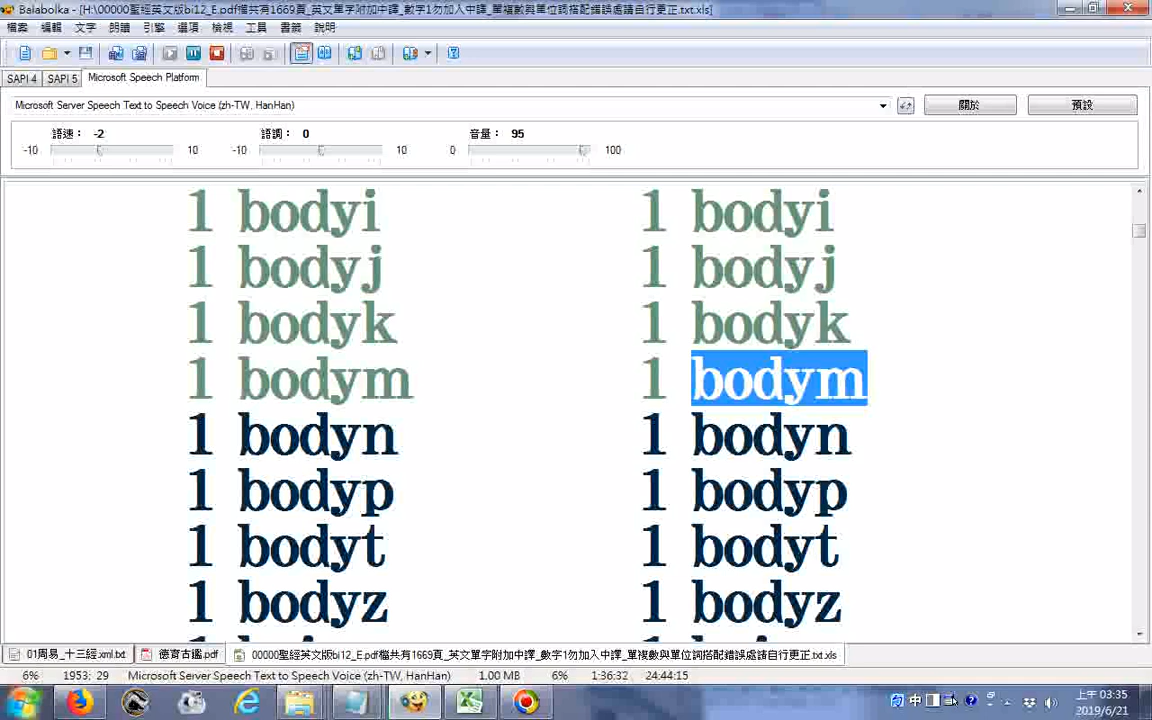 Balabolka - [H:\00000聖經英文版bi12_E.pdf檔共有1669頁_英文單字附加中譯_數字1勿加入中譯_單複數與單位詞搭配錯誤處請自行更正.txt.xls]
檔案 編輯 文字 朗讀 引擎 選項 檢視 工具 書籤 說明
SAPI 4 SAPI 5 Microsoft Speech Platform
Microsoft Server Speech Text to Speech Voice (zh-TW, HanHan) 關於 預設
語速： -2 語調： 0 音量： 95
-10 10 -10 10 0 100
1 bodyi 1 bodyi
1 bodyj 1 bodyj
1 bodyk 1 bodyk
1 bodym 1 bodym
1 bodyn 1 bodyn
1 bodyp 1 bodyp
1 bodyt 1 bodyt
1 bodyz 1 bodyz
01周易_十三經.xml.txt 德育古鑑.pdf 00000聖經英文版bi12_E.pdf檔共有1669頁_英文單字附加中譯_數字1勿加入中譯_單複數與單位詞搭配錯誤處請自行更正.txt.xls
6% 1953; 29 Microsoft Server Speech Text to Speech Voice (zh-TW, HanHan) 1.00 MB 6% 1:36:32 24:44:15
中 上午 03:35
2019/6/21